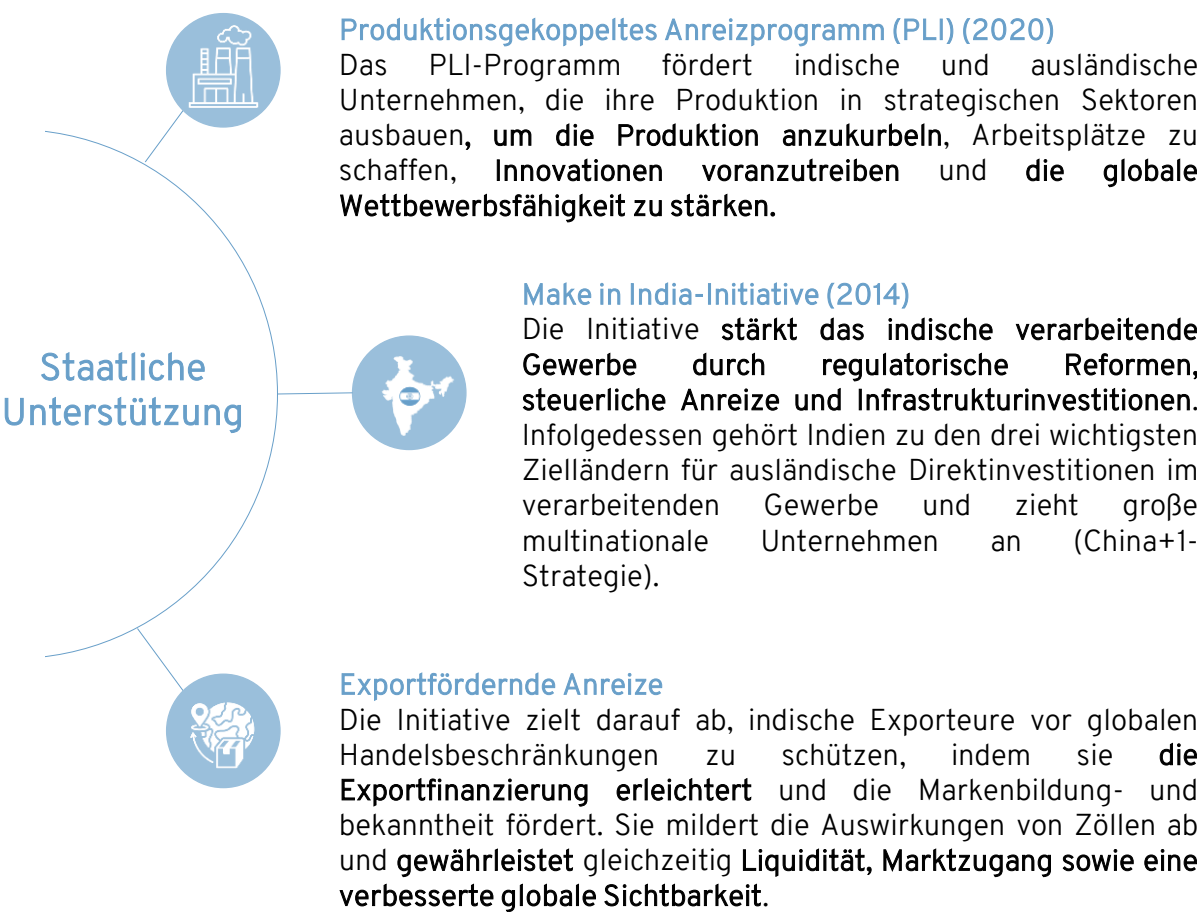 Produktionsgekoppeltes Anreizprogramm (PLI) (2020)
Das PLI-Programm fördert indische und ausländische
Unternehmen, die ihre Produktion in strategischen Sektoren
ausbauen, um die Produktion anzukurbeln, Arbeitsplätze zu
schaffen, Innovationen voranzutreiben und die globale
Wettbewerbsfähigkeit zu stärken.
Staatliche
Unterstützung
Make in India-Initiative (2014)
Die Initiative stärkt das indische verarbeitende
Gewerbe durch regulatorische Reformen,
steuerliche Anreize und Infrastrukturinvestitionen.
Infolgedessen gehört Indien zu den drei wichtigsten
Zielländern für ausländische Direktinvestitionen im
verarbeitenden Gewerbe und zieht große
multinationale Unternehmen an (China+1-
Strategie).
Exportfördernde Anreize
Die Initiative zielt darauf ab, indische Exporteure vor globalen
Handelsbeschränkungen zu schützen, indem sie die
Exportfinanzierung erleichtert und die Markenbildung- und
bekanntheit fördert. Sie mildert die Auswirkungen von Zöllen ab
und gewährleistet gleichzeitig Liquidität, Marktzugang sowie eine
verbesserte globale Sichtbarkeit.